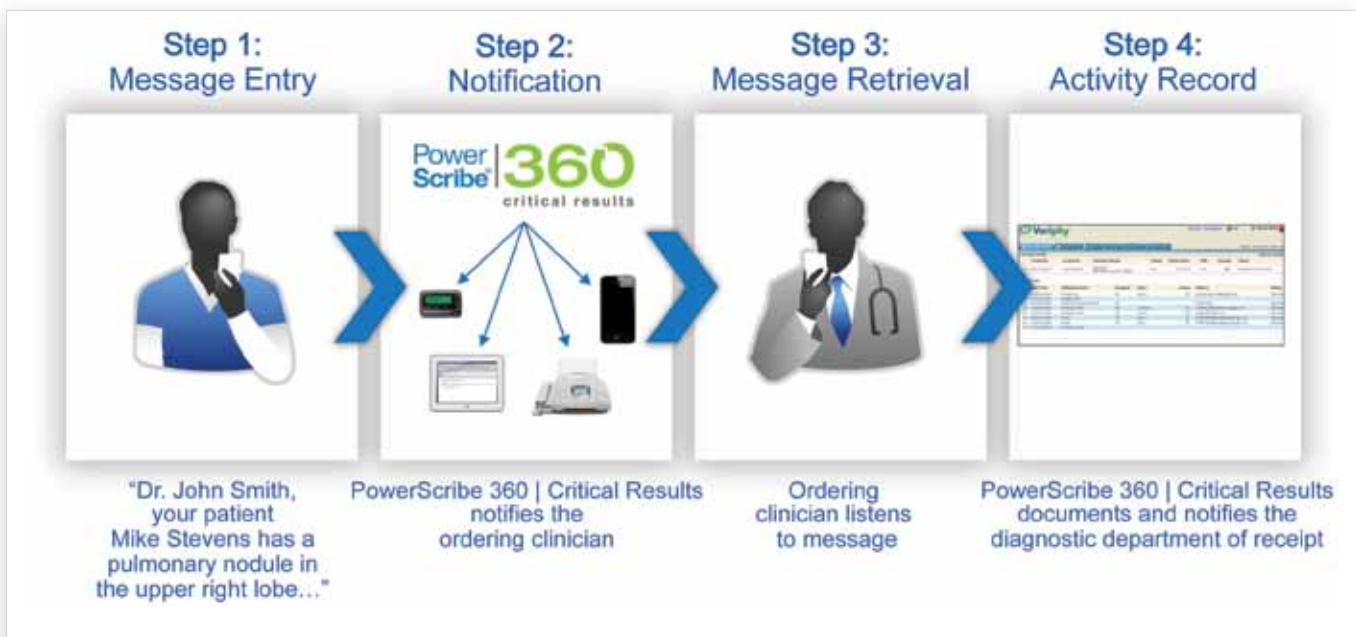 Step 1:
Message Entry
Step 2:
Notification
Step 3:
Message Retrieval
Step 4:
Activity Record
Power
Scribe® | 360
critical results
Veriphy
"Dr. John Smith,
your patient
Mike Stevens has a
pulmonary nodule in
the upper right lobe…"
PowerScribe 360 | Critical Results
notifies the
ordering clinician
Ordering
clinician listens
to message
PowerScribe 360 | Critical Results
documents and notifies the
diagnostic department of receipt